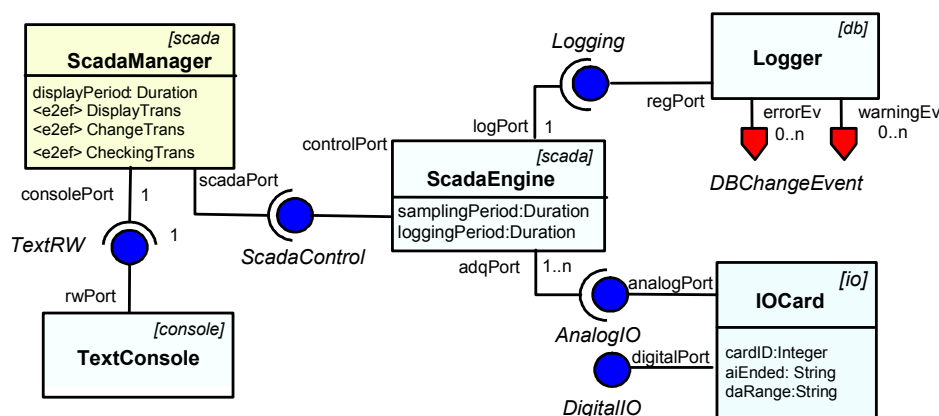 [scada
ScadaManager
displayPeriod: Duration
<e2ef> DisplayTrans
<e2ef> ChangeTrans
<e2ef> CheckingTrans
consolePort
1
TextRW
1
rwPort
[console]
TextConsole
scadaPort
ScadaControl
controlPort
logPort
1
Logging
regPort
[scada]
ScadaEngine
samplingPeriod:Duration
loggingPeriod:Duration
adqPort
1..n
[db]
Logger
errorEv
0..n
warningEv
0..n
DBChangeEvent
analogPort
AnalogIO
digitalPort
DigitalIO
[io]
IOCard
cardID:Integer
aiEnded: String
daRange:String